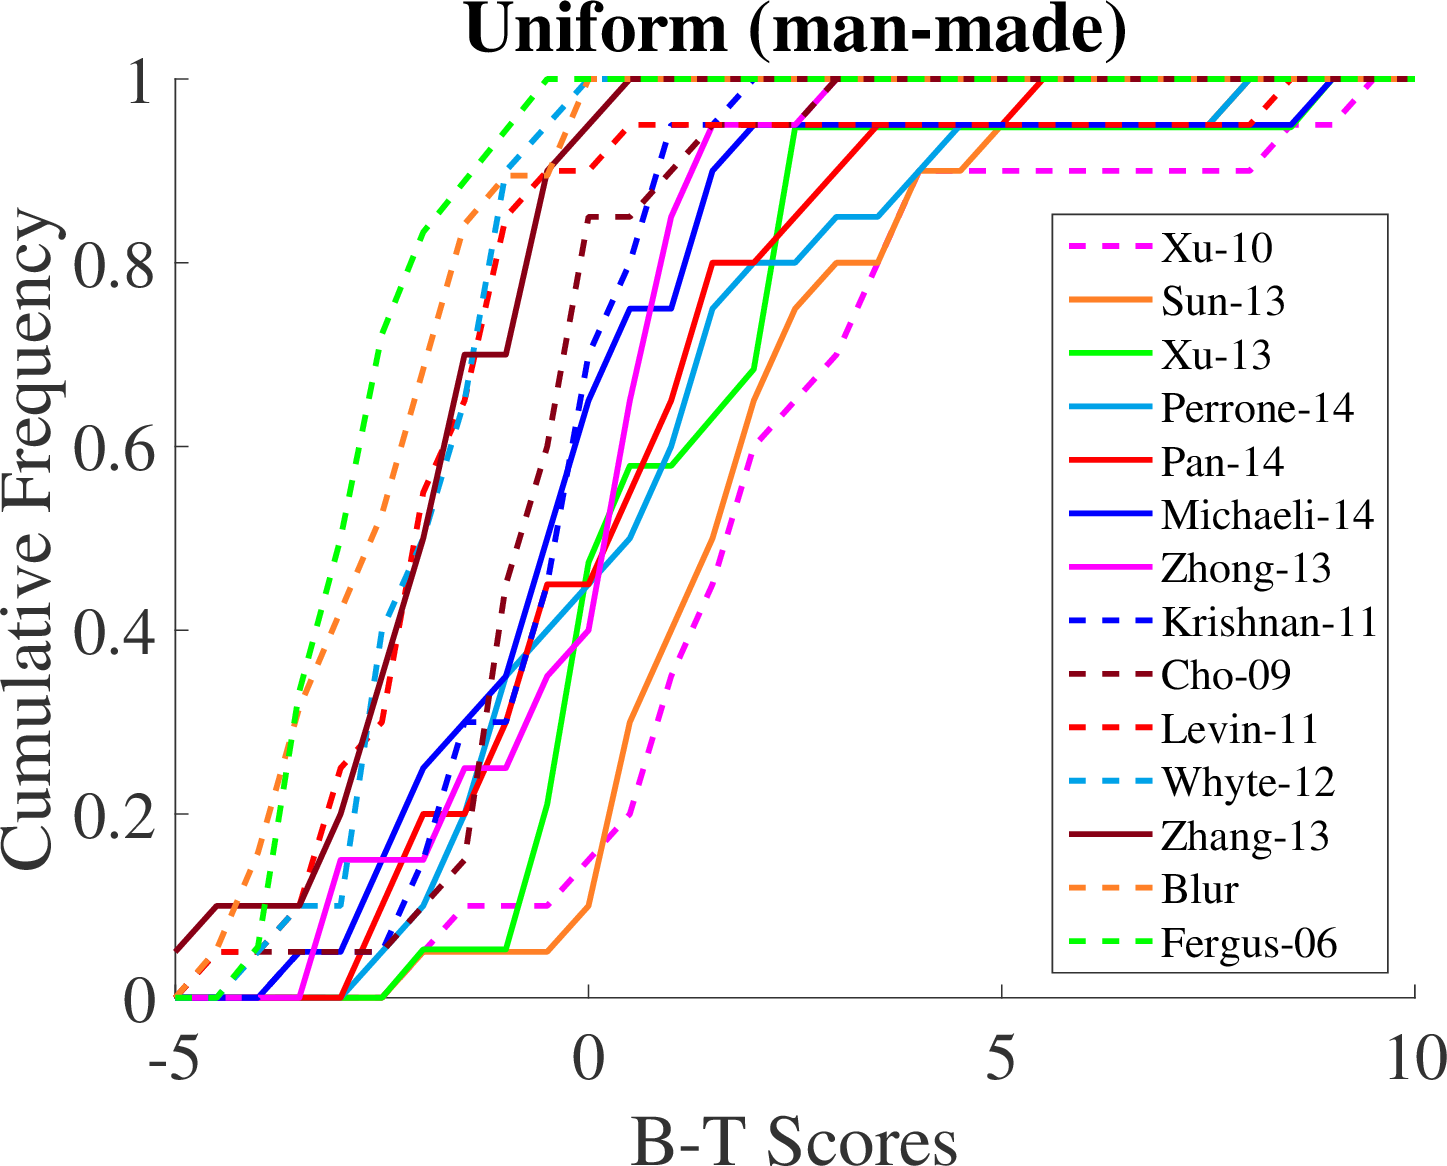 Uniform (man-made)
Cumulative Frequency
1
0.8
0.6
0.4
0.2
0
-5
0
5
10
B-T Scores
Xu-10
Sun-13
Xu-13
Perrone-14
Pan-14
Michaeli-14
Zhong-13
Krishnan-11
Cho-09
Levin-11
Whyte-12
Zhang-13
Blur
Fergus-06